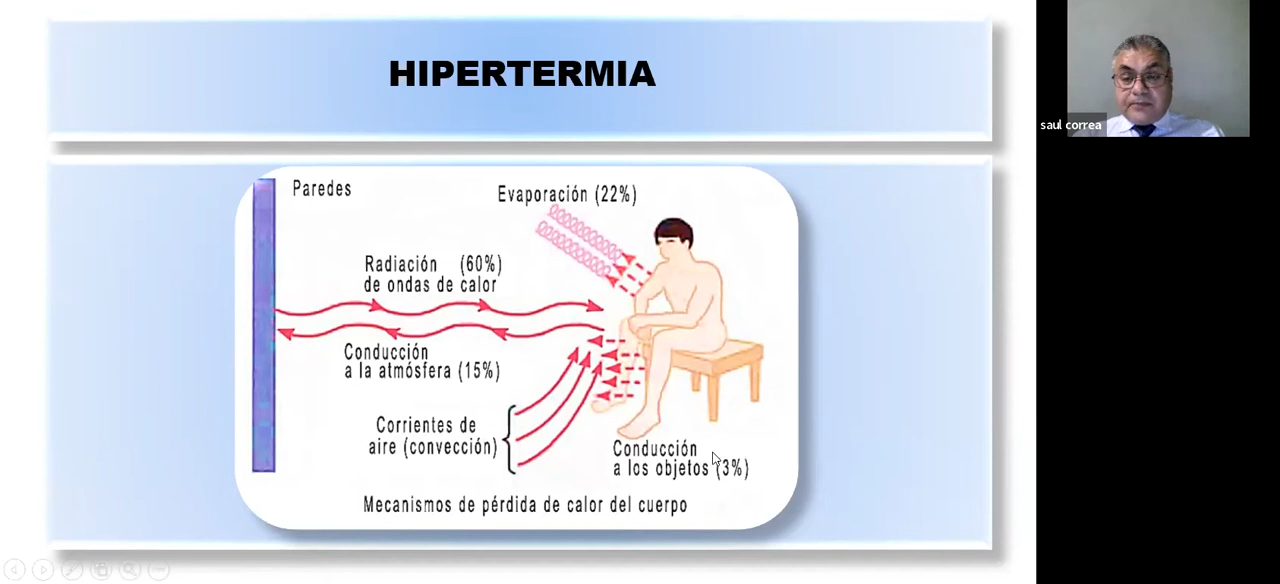 HIPERTERMIA
saul correa
Paredes
Evaporación (22%)
Radiación (60%)
de ondas de calor
Conducción
a la atmósfera (15%)
Corrientes de
aire (convección)
Conducción
a los objetos (3%)
Mecanismos de pérdida de calor del cuerpo